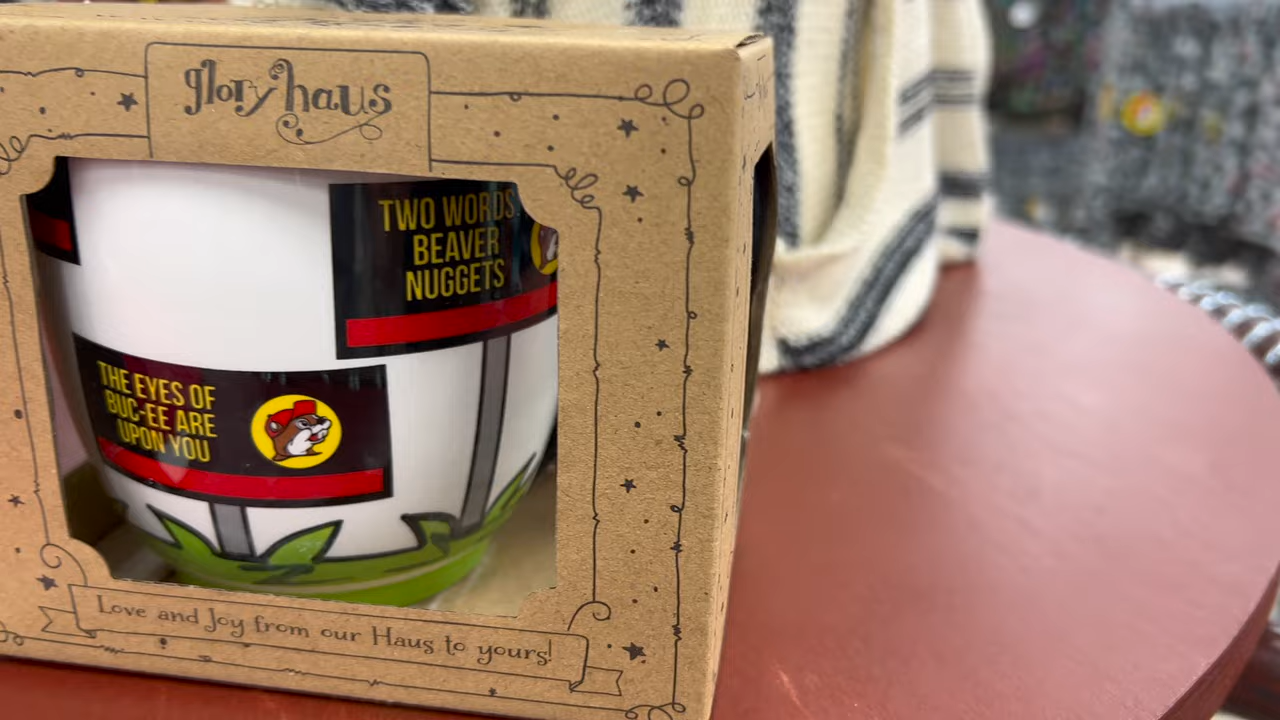 glory haus
TWO WORDS:
BEAVER
NUGGETS
THE EYES OF
BUC-EE ARE
UPON YOU
Love and Joy from our Haus to yours!